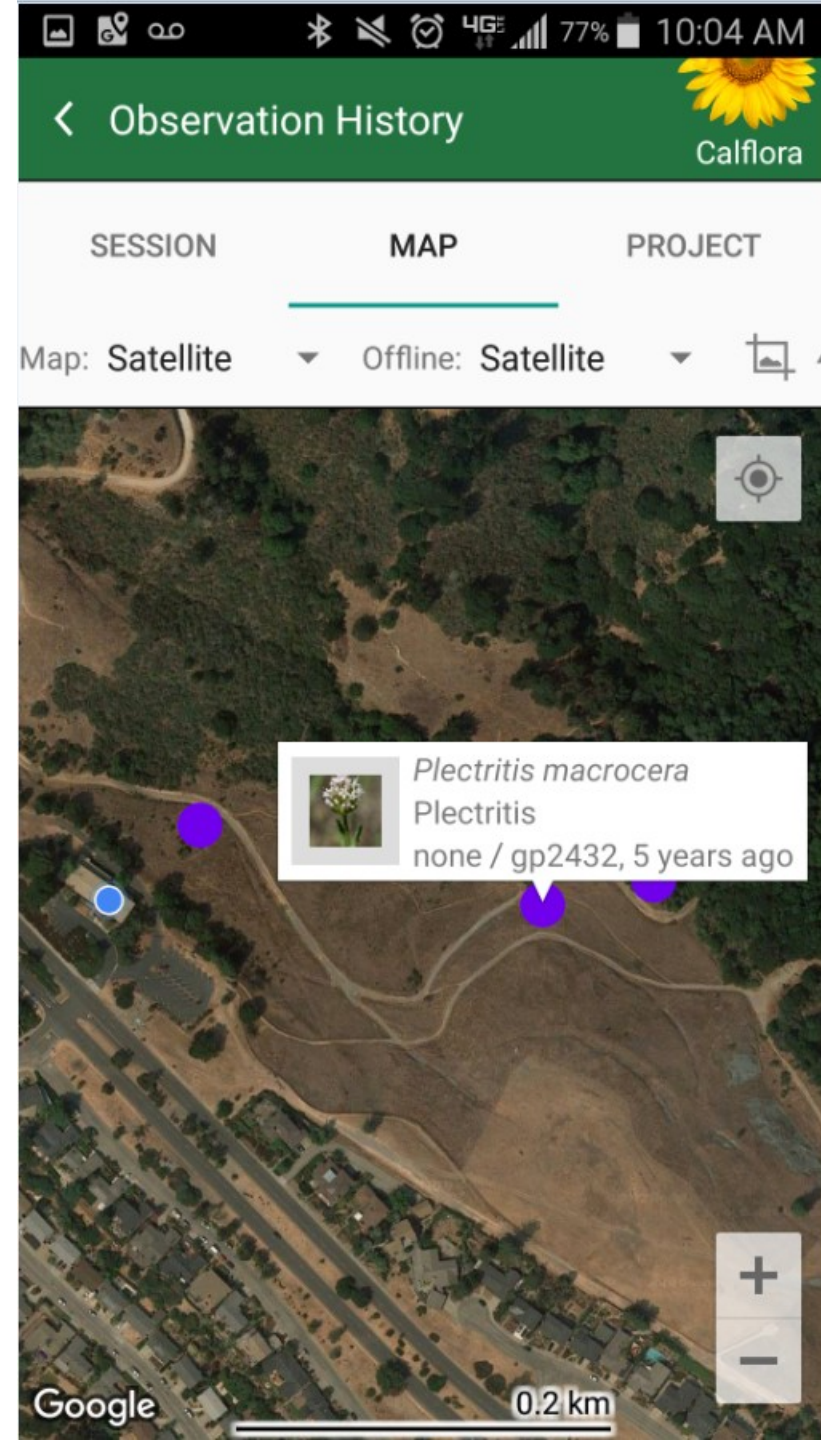 4G 77% 10:04 AM
Observation History
Calflora
SESSION MAP PROJECT
Map: Satellite Offline: Satellite
Plectritis macrocera
Plectritis
none / gp2432, 5 years ago
+
−
Google 0.2 km